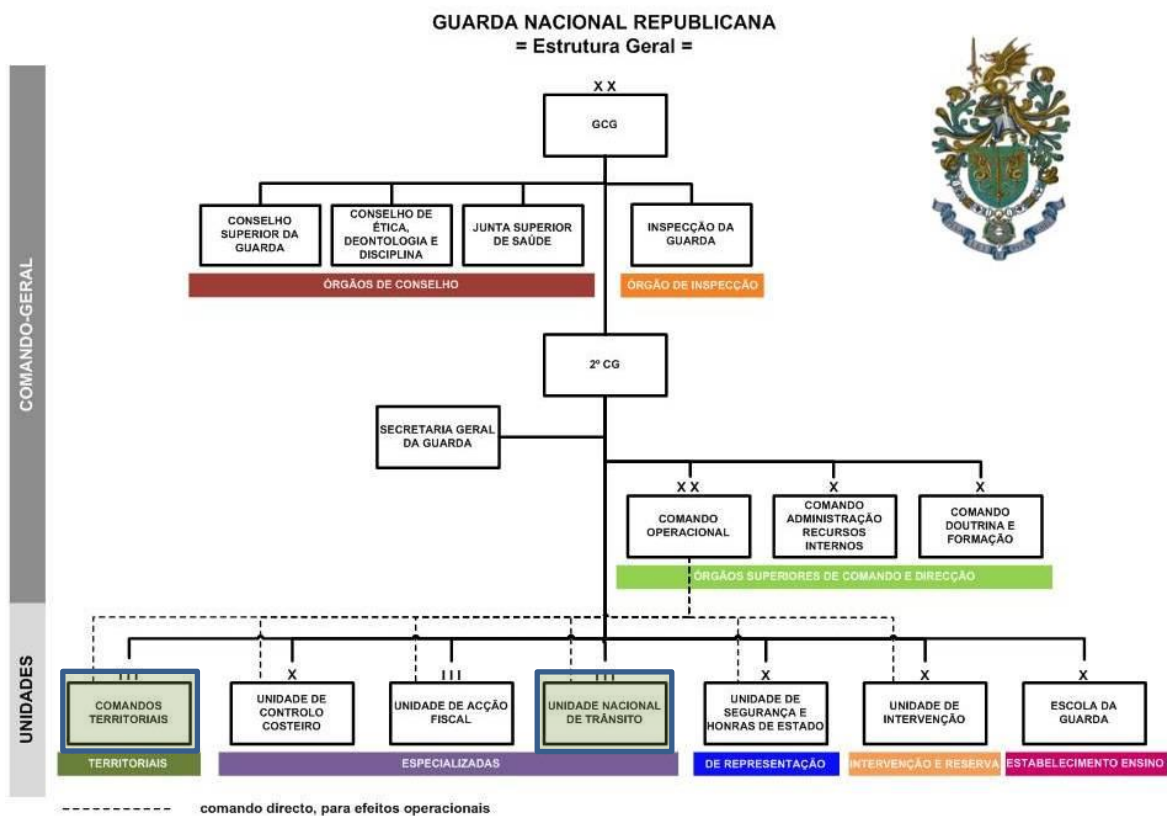 GUARDA NACIONAL REPUBLICANA
= Estrutura Geral =
COMANDO-GERAL
X X
GCG
CONSELHO
SUPERIOR DA
GUARDA
CONSELHO DE
ÉTICA,
DEONTOLOGIA E
DISCIPLINA
JUNTA SUPERIOR
DE SAÚDE
INSPECÇÃO DA
GUARDA
ÓRGÃOS DE CONSELHO
ÓRGÃO DE INSPECÇÃO
2º CG
SECRETARIA GERAL
DA GUARDA
X X
COMANDO
OPERACIONAL
X
COMANDO
ADMINISTRAÇÃO
RECURSOS
INTERNOS
X
COMANDO
DOUTRINA E
FORMAÇÃO
ÓRGÃOS SUPERIORES DE COMANDO E DIRECÇÃO
UNIDADES
III
COMANDOS
TERRITORIAIS
X
UNIDADE DE
CONTROLO
COSTEIRO
III
UNIDADE DE ACÇÃO
FISCAL
III
UNIDADE NACIONAL
DE TRÂNSITO
X
UNIDADE DE
SEGURANÇA E
HONRAS DE ESTADO
X
UNIDADE DE
INTERVENÇÃO
X
ESCOLA DA
GUARDA
TERRITORIAIS
ESPECIALIZADAS
DE REPRESENTAÇÃO
INTERVENÇÃO E RESERVA
ESTABELECIMENTO ENSINO
comando directo, para efeitos operacionais